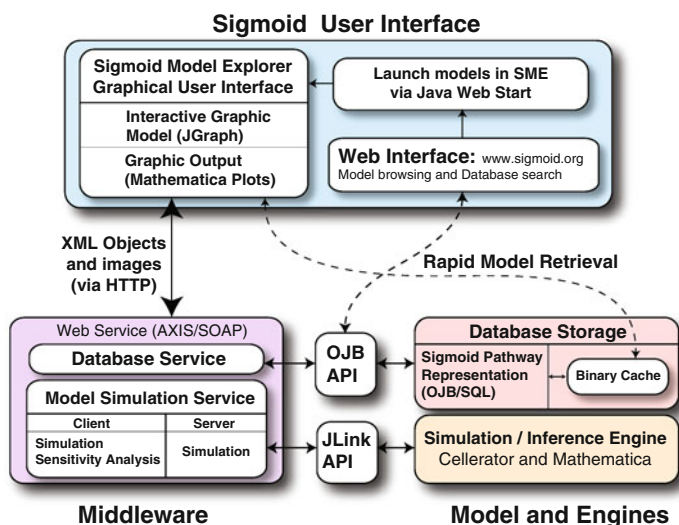 Sigmoid User Interface
Sigmoid Model Explorer
Graphical User Interface
Interactive Graphic
Model (JGraph)
Graphic Output
(Mathematica Plots)
Launch models in SME
via Java Web Start
Web Interface: www.sigmoid.org
Model browsing and Database search
XML Objects
and images
(via HTTP)
Rapid Model Retrieval
Web Service (AXIS/SOAP)
Database Service
Model Simulation Service
Client
Server
Simulation
Sensitivity Analysis
Simulation
OJB
API
JLink
API
Database Storage
Sigmoid Pathway
Representation
(OJB/SQL)
Binary Cache
Simulation / Inference Engine
Cellerator and Mathematica
Middleware
Model and Engines